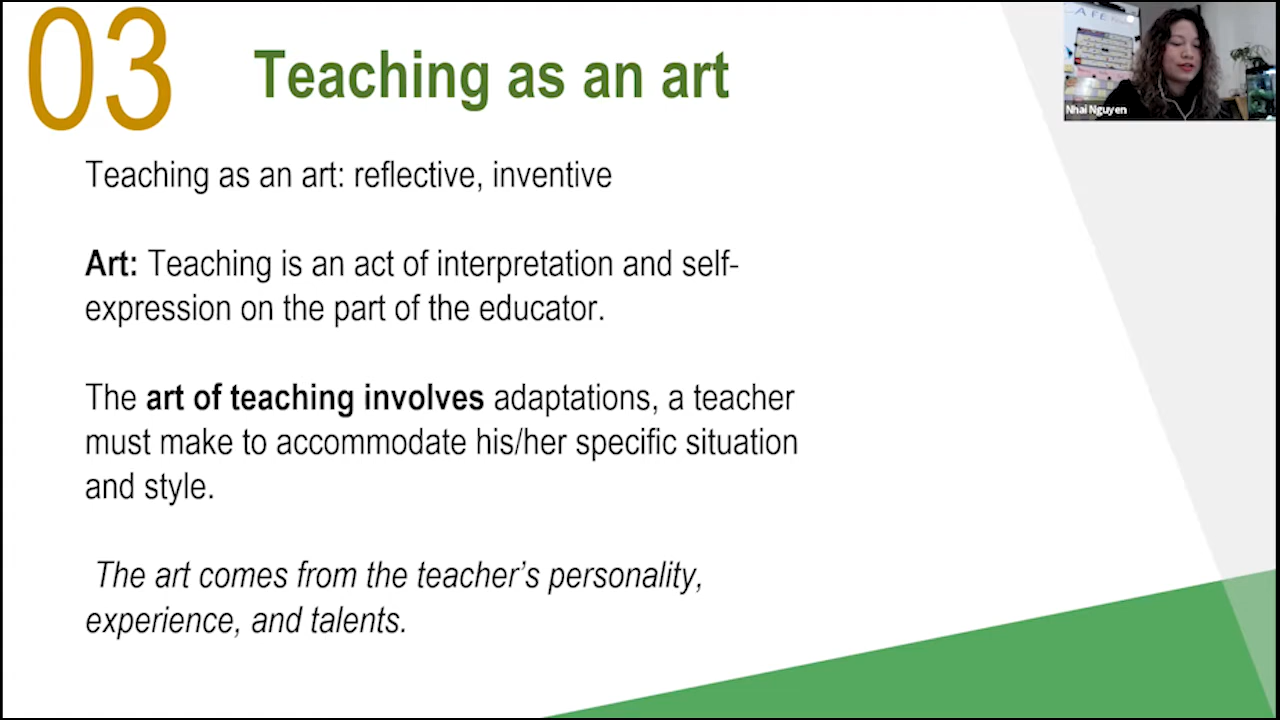 03
Teaching as an art
Nhai Nguyen
Teaching as an art: reflective, inventive
Art: Teaching is an act of interpretation and self-
expression on the part of the educator.
The art of teaching involves adaptations, a teacher
must make to accommodate his/her specific situation
and style.
The art comes from the teacher’s personality,
experience, and talents.